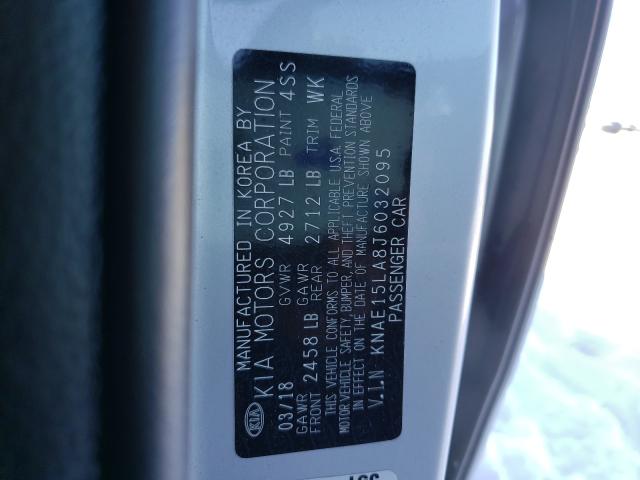 KIA
MANUFACTURED IN KOREA BY
KIA MOTORS CORPORATION
03/18 GVWR 4927 LB PAINT 4SS
GAWR FRONT 2458 LB GAWR REAR 2712 LB TRIM WK
THIS VEHICLE CONFORMS TO ALL APPLICABLE U.S.A. FEDERAL
MOTOR VEHICLE SAFETY, BUMPER, AND THEFT PREVENTION STANDARDS
IN EFFECT ON THE DATE OF MANUFACTURE SHOWN ABOVE
V.I.N KNAE15LA8J6032095
PASSENGER CAR